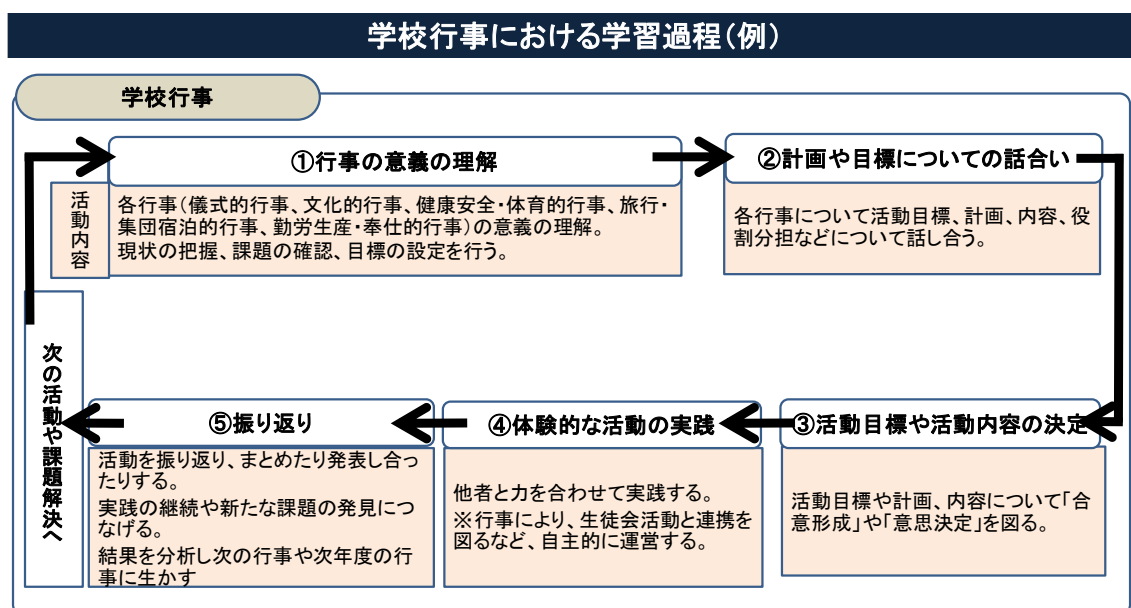 学校行事における学習過程(例)
学校行事
①行事の意義の理解
活動内容
各行事(儀式的行事、文化的行事、健康安全・体育的行事、旅行・
集団宿泊的行事、勤労生産・奉仕的行事)の意義の理解。
現状の把握、課題の確認、目標の設定を行う。
②計画や目標についての話合い
各行事について活動目標、計画、内容、役
割分担などについて話し合う。
③活動目標や活動内容の決定
活動目標や計画、内容について「合
意形成」や「意思決定」を図る。
④体験的な活動の実践
他者と力を合わせて実践する。
※行事により、生徒会活動と連携を
図るなど、自主的に運営する。
⑤振り返り
活動を振り返り、まとめたり発表し合っ
たりする。
実践の継続や新たな課題の発見につ
なげる。
結果を分析し次の行事や次年度の行
事に生かす
次の活動や課題解決へ